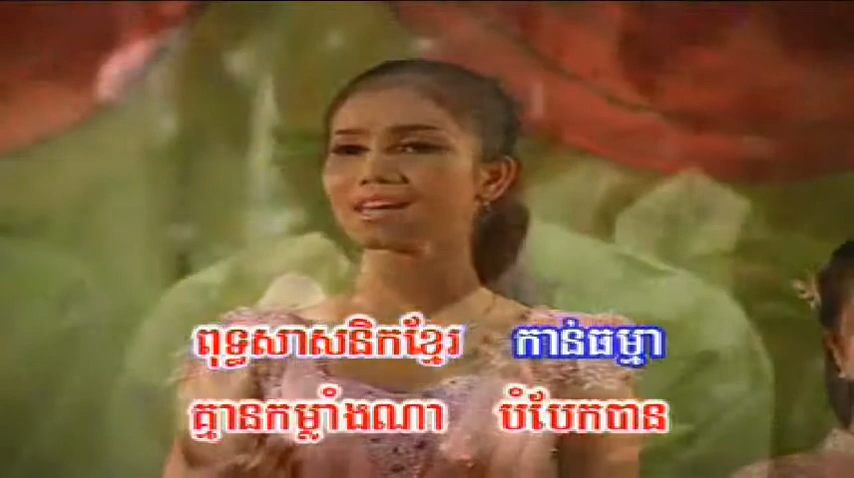 ពុទ្ធសាសនិកខ្មែរ កាន់ធម្មា
គ្មានកម្លាំងណា បំបែកបាន